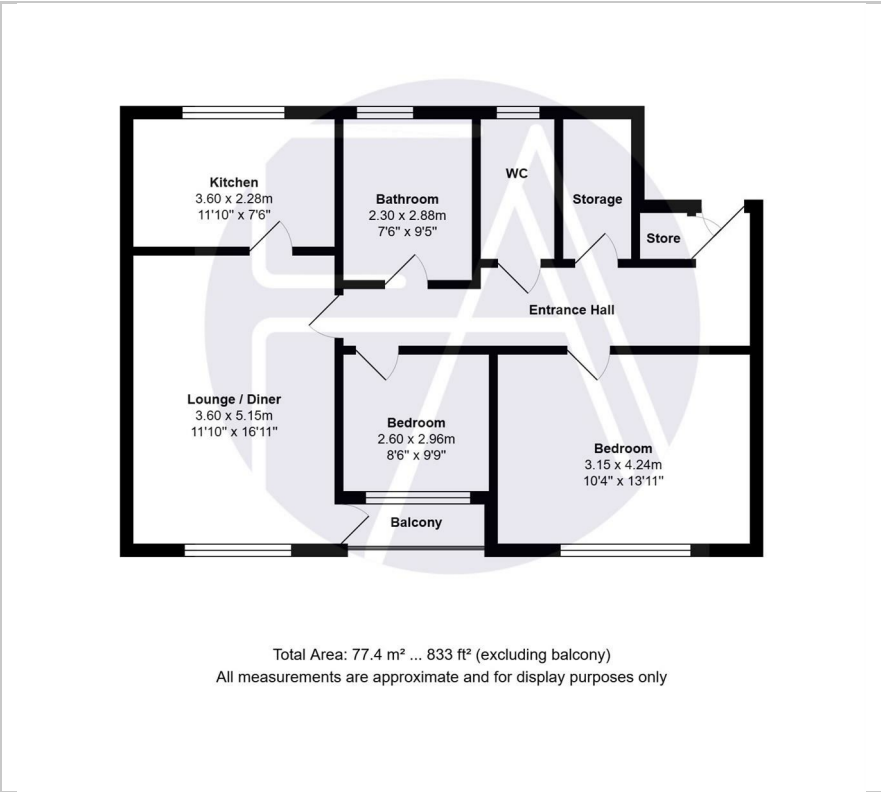 Kitchen
3.60 x 2.28m
11'10" x 7'6"
Bathroom
2.30 x 2.88m
7'6" x 9'5"
WC
Storage
Store
Entrance Hall
Lounge / Diner
3.60 x 5.15m
11'10" x 16'11"
Bedroom
2.60 x 2.96m
8'6" x 9'9"
Bedroom
3.15 x 4.24m
10'4" x 13'11"
Balcony
Total Area: 77.4 m² ... 833 ft² (excluding balcony)
All measurements are approximate and for display purposes only